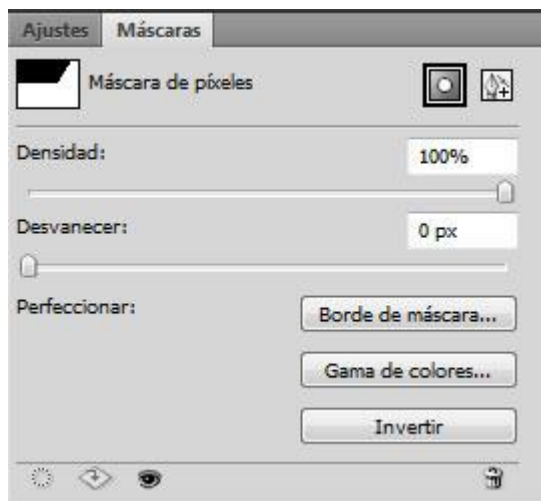 Ajustes Máscaras
Máscara de píxeles
Densidad: 100%
Desvanecer: 0 px
Perfeccionar: Borde de máscara...
Gama de colores...
Invertir